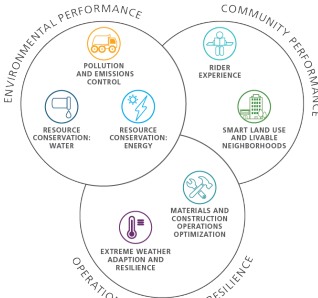 ENVIRONMENTAL PERFORMANCE
COMMUNITY PERFORMANCE
POLLUTION
AND EMISSIONS
CONTROL
RIDER
EXPERIENCE
RESOURCE
CONSERVATION:
WATER
RESOURCE
CONSERVATION:
ENERGY
SMART LAND USE
AND LIVABLE
NEIGHBORHOODS
MATERIALS AND
CONSTRUCTION
OPERATIONS
OPTIMIZATION
EXTREME WEATHER
ADAPTION AND
RESILIENCE
RESILIENCE